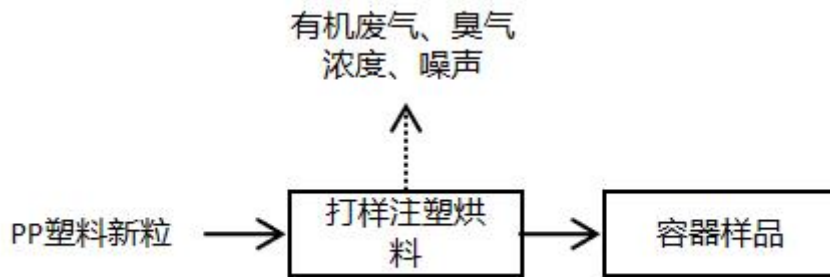 有机废气、臭气
浓度、噪声
PP塑料新粒
打样注塑烘
料
容器样品